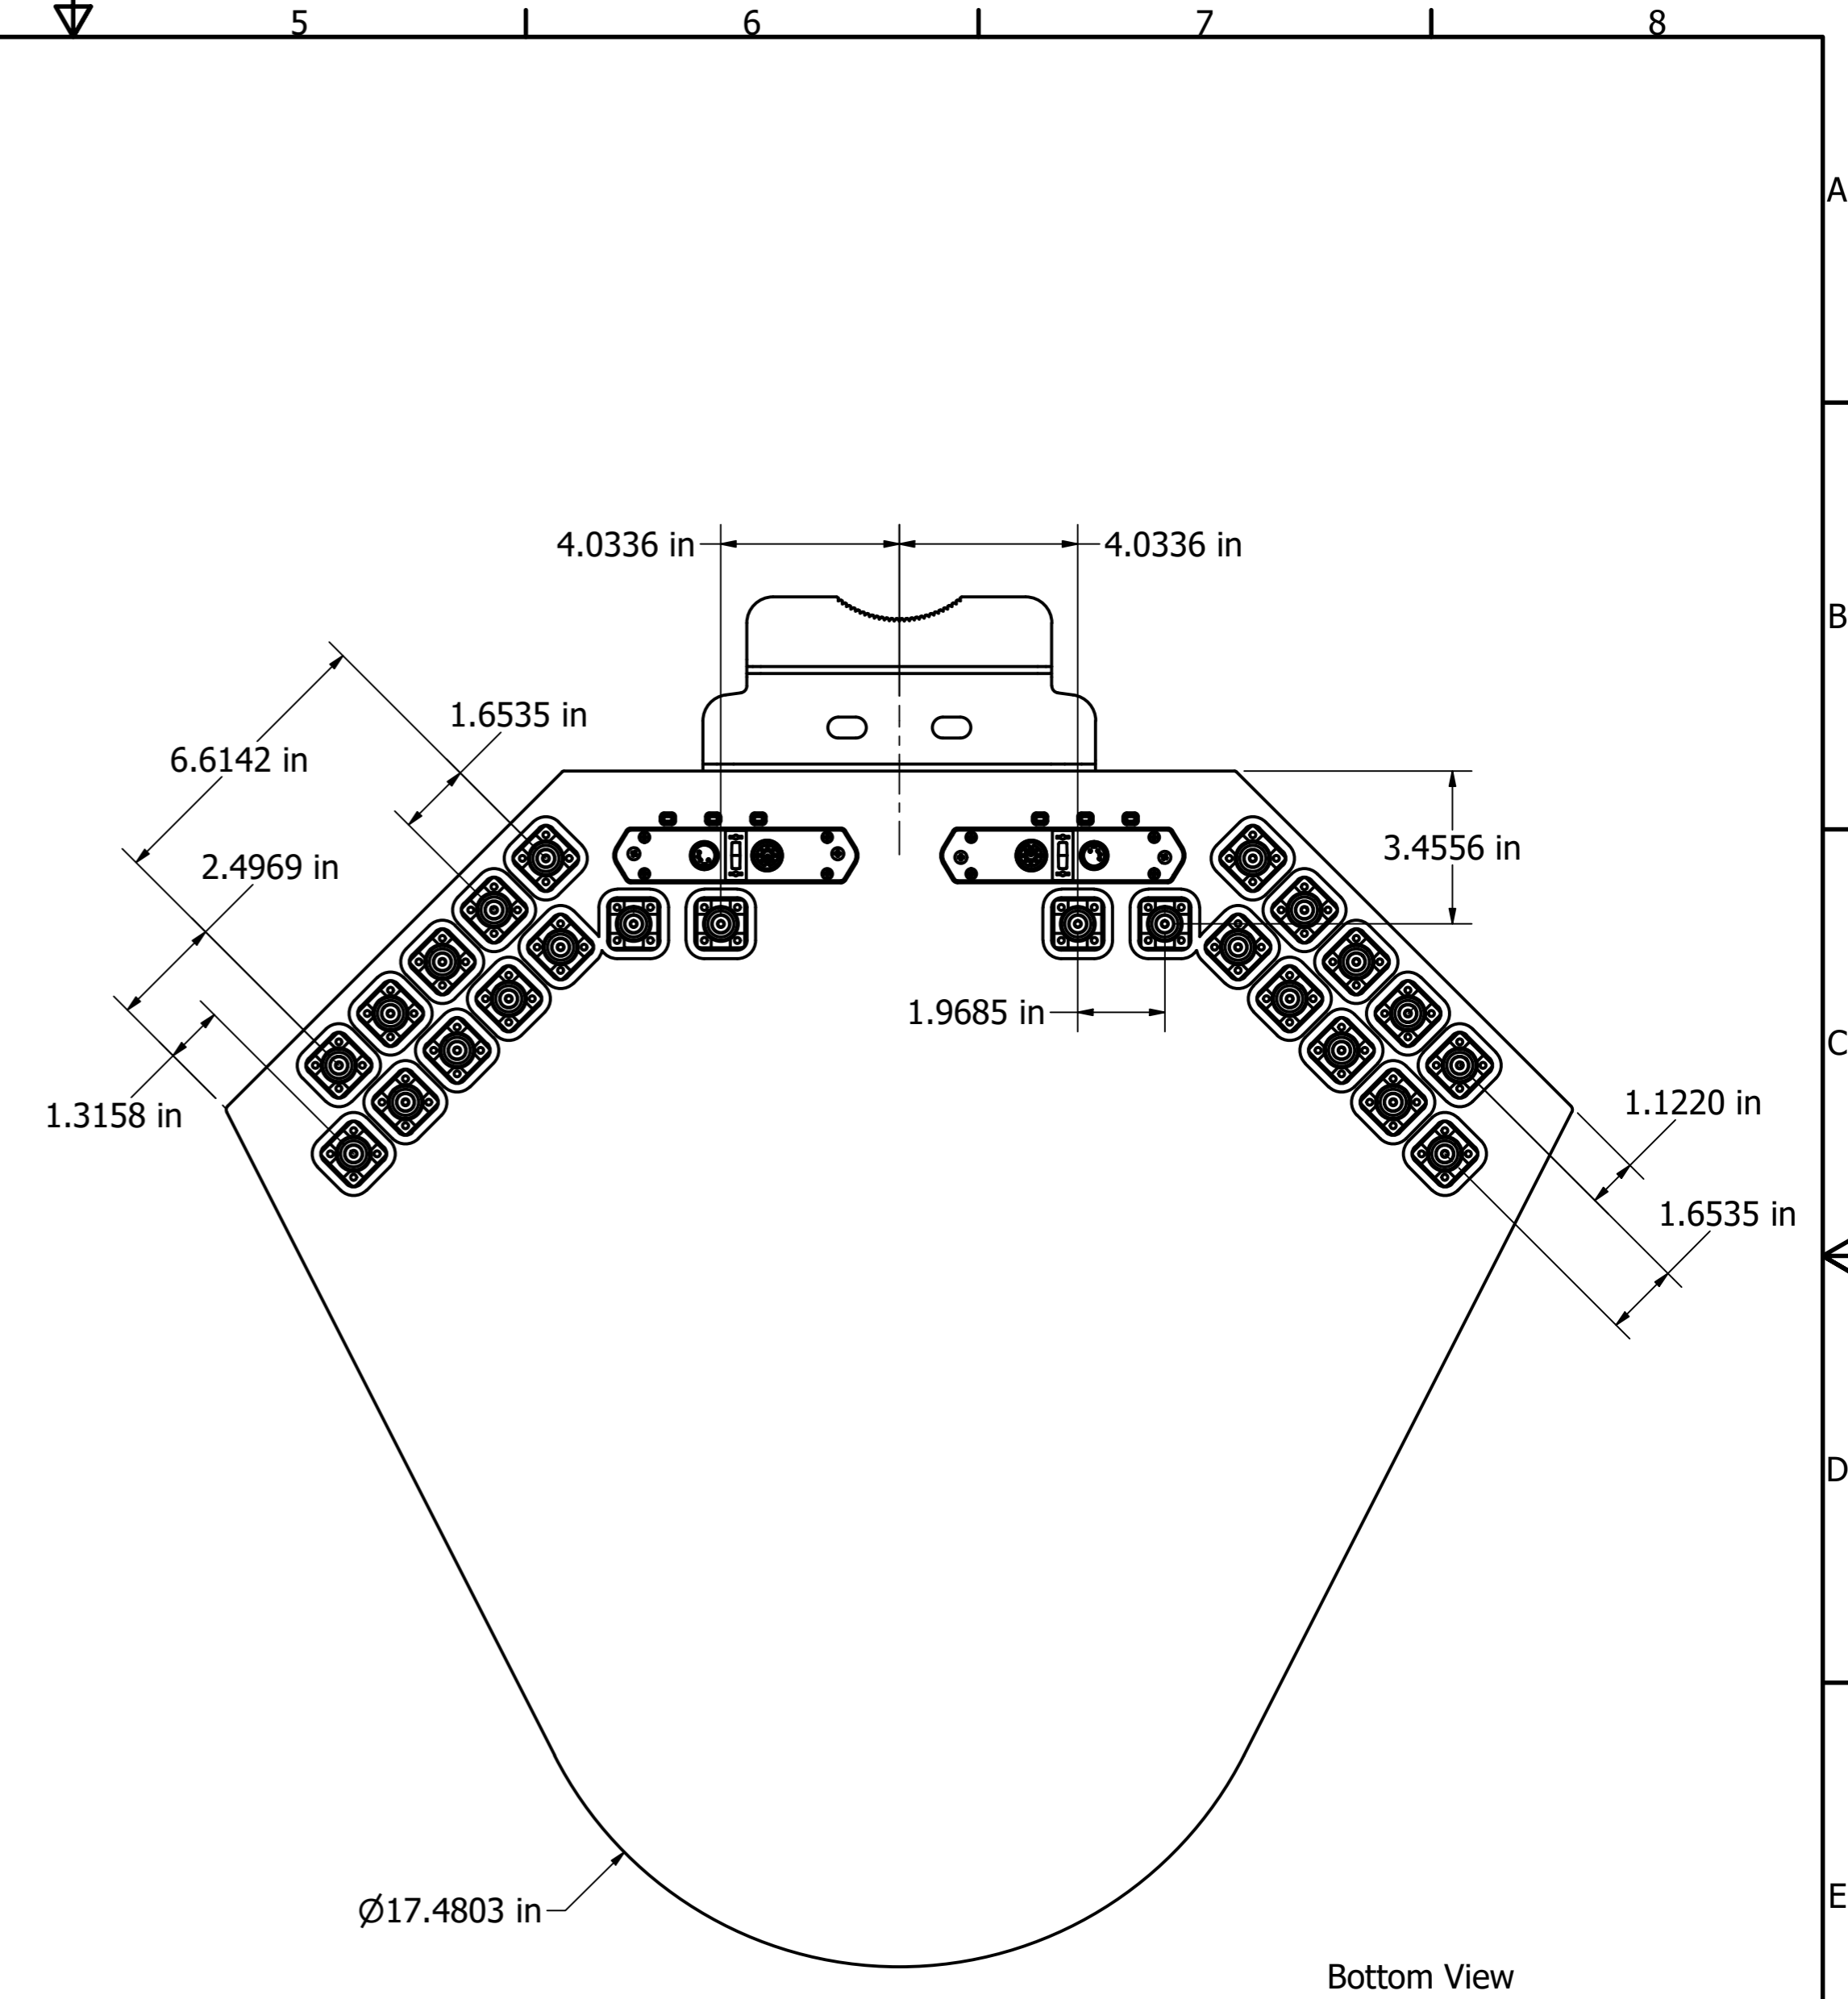 5 6 7 8
A
4.0336 in 4.0336 in
B
1.6535 in
6.6142 in
3.4556 in
2.4969 in
1.9685 in
C
1.3158 in
1.1220 in
1.6535 in
D
Ø17.4803 in
E
Bottom View